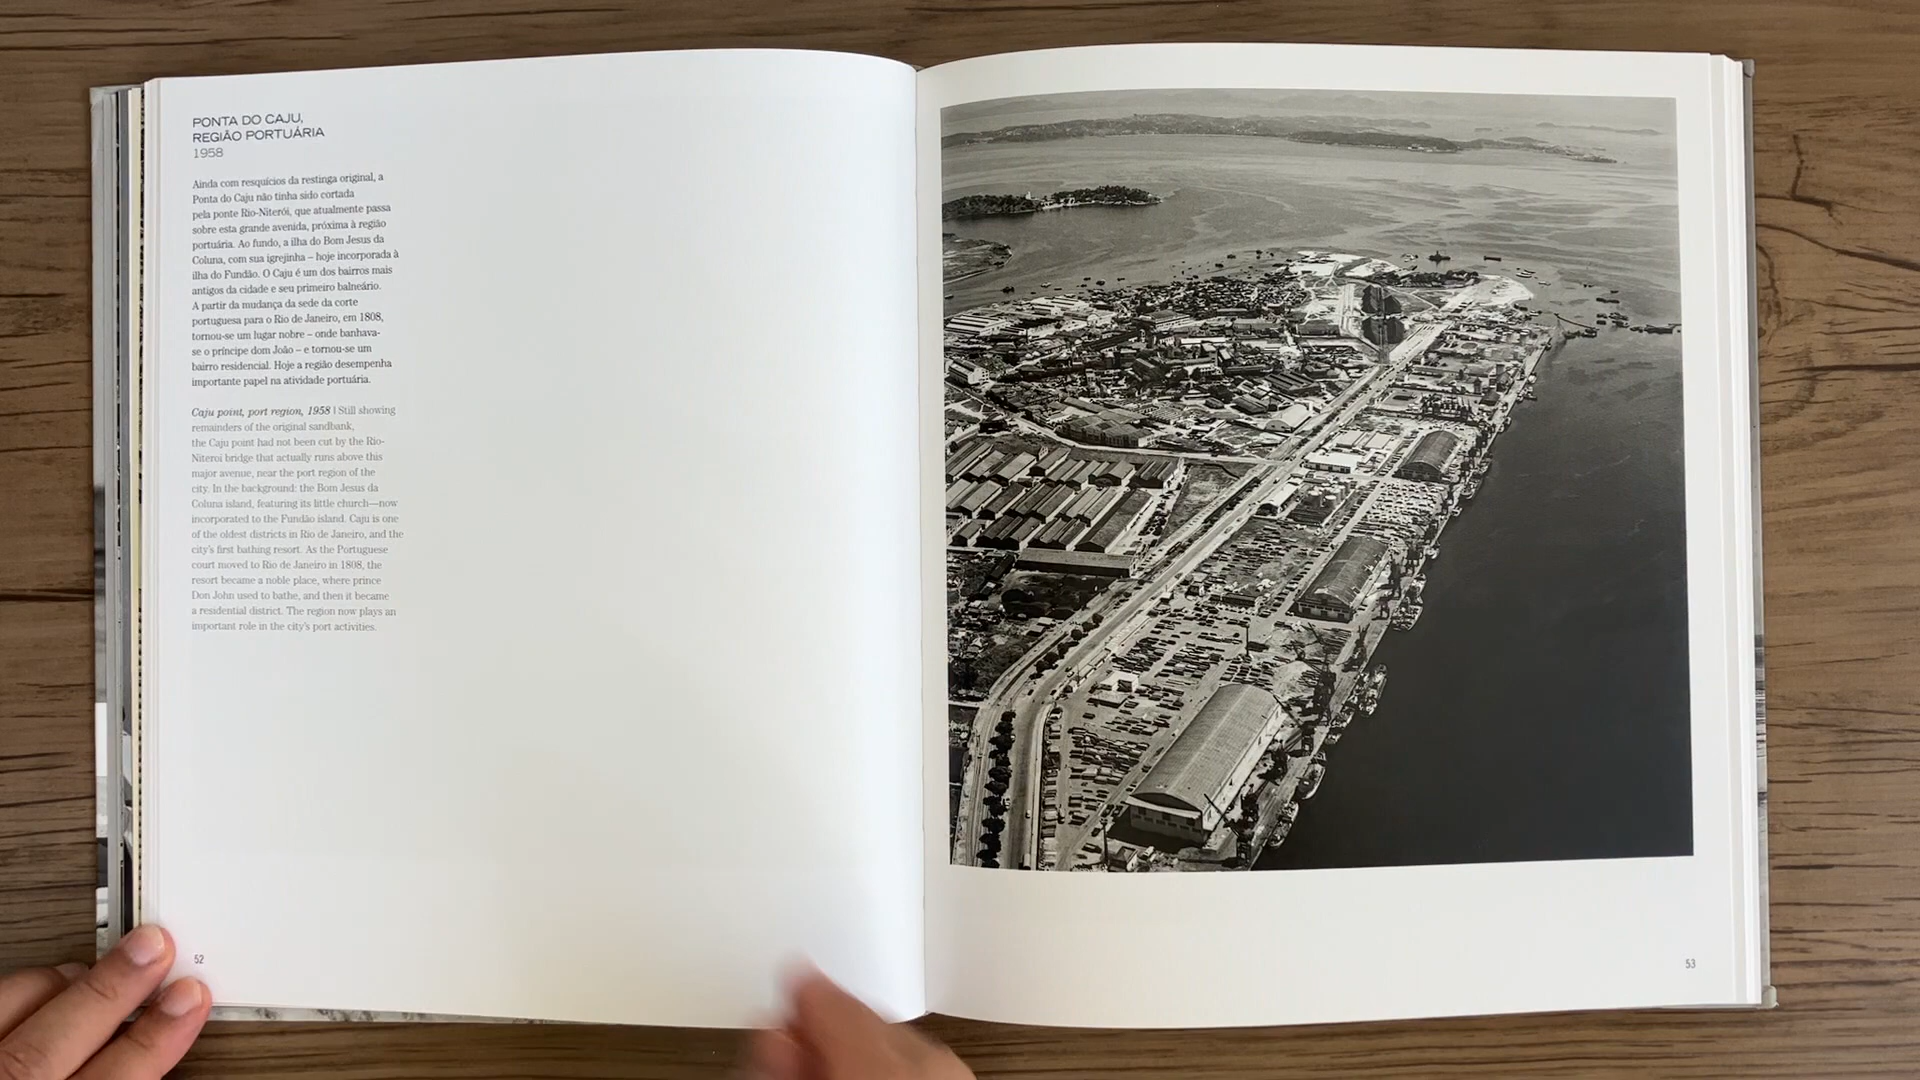 PONTA DO CAJU,
REGIÃO PORTUÁRIA
1958
Ainda com resquícios da restinga original, a
Ponta do Caju não tinha sido cortada
pela ponte Rio-Niterói, que atualmente passa
sobre esta grande avenida, próxima à região
portuária. Ao fundo, a ilha do Bom Jesus da
Coluna, com sua igrejinha – hoje incorporada à
ilha do Fundão. O Caju é um dos bairros mais
antigos da cidade e seu primeiro balneário.
A partir da mudança da sede da corte
portuguesa para o Rio de Janeiro, em 1808,
tornou-se um lugar nobre – onde banhava-
se o príncipe dom João – e tornou-se um
bairro residencial. Hoje a região desempenha
importante papel na atividade portuária.
Caju point, port region, 1958 | Still showing
remainders of the original sandbank,
the Caju point had not been cut by the Rio-
Niteroi bridge that actually runs above this
major avenue, near the port region of the
city. In the background: the Bom Jesus da
Coluna island, featuring its little church—now
incorporated to the Fundão island. Caju is one
of the oldest districts in Rio de Janeiro, and the
city's first bathing resort. As the Portuguese
court moved to Rio de Janeiro in 1808, the
resort became a noble place, where prince
Don John used to bathe, and then it became
a residential district. The region now plays an
important role in the city's port activities.
52
53